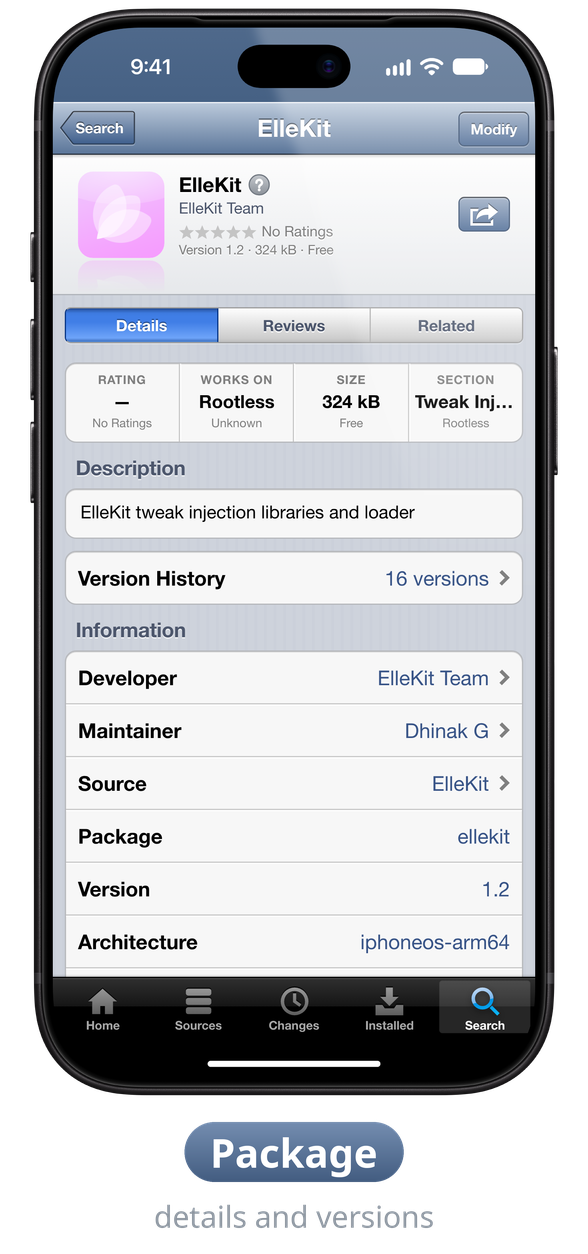 9:41
Search
ElleKit
Modify
ElleKit ?
ElleKit Team
No Ratings
Version 1.2 · 324 kB · Free
Details Reviews Related
RATING WORKS ON SIZE SECTION
– Rootless 324 kB Tweak Inj...
No Ratings Unknown Free Rootless
Description
ElleKit tweak injection libraries and loader
Version History 16 versions
Information
Developer ElleKit Team
Maintainer Dhinak G
Source ElleKit
Package ellekit
Version 1.2
Architecture iphoneos-arm64
Home Sources Changes Installed Search
Package
details and versions